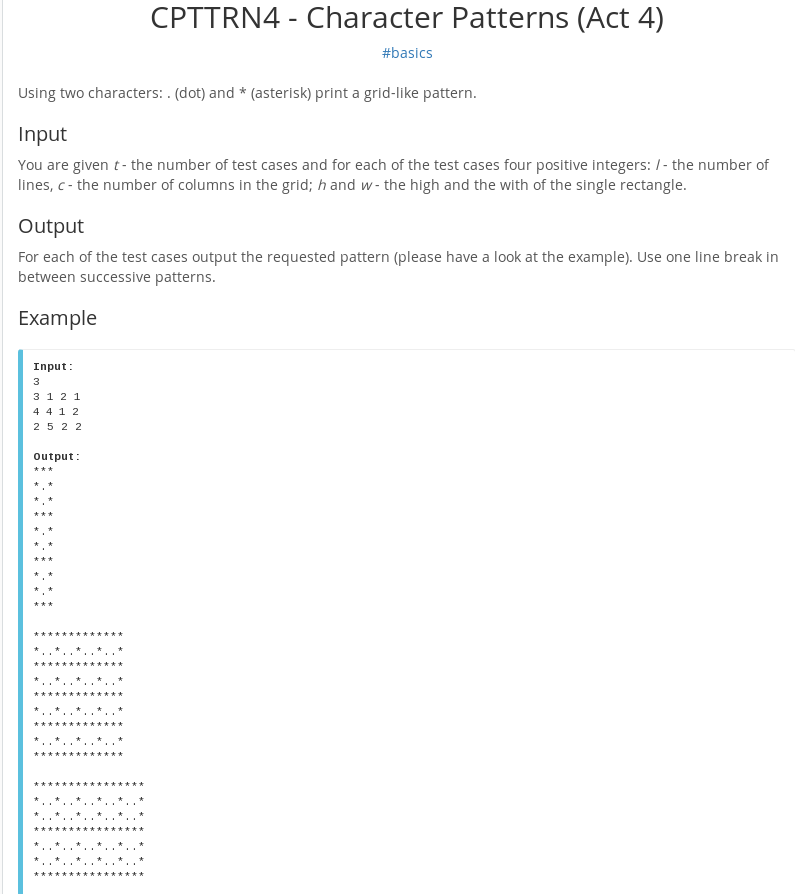 CPTTRN4 - Character Patterns (Act 4)
#basics
Using two characters: . (dot) and * (asterisk) print a grid-like pattern.
Input
You are given t - the number of test cases and for each of the test cases four positive integers: l - the number of
lines, c - the number of columns in the grid; h and w - the high and the with of the single rectangle.
Output
For each of the test cases output the requested pattern (please have a look at the example). Use one line break in
between successive patterns.
Example
Input:
3
3 1 2 1
4 4 1 2
2 5 2 2
Output:
***
*.*
*.*
***
*.*
*.*
***
*.*
*.*
***
*************
*..*..*..*..*
*************
*..*..*..*..*
*************
*..*..*..*..*
*************
*..*..*..*..*
*************
****************
*..*..*..*..*..*
*..*..*..*..*..*
****************
*..*..*..*..*..*
*..*..*..*..*..*
****************